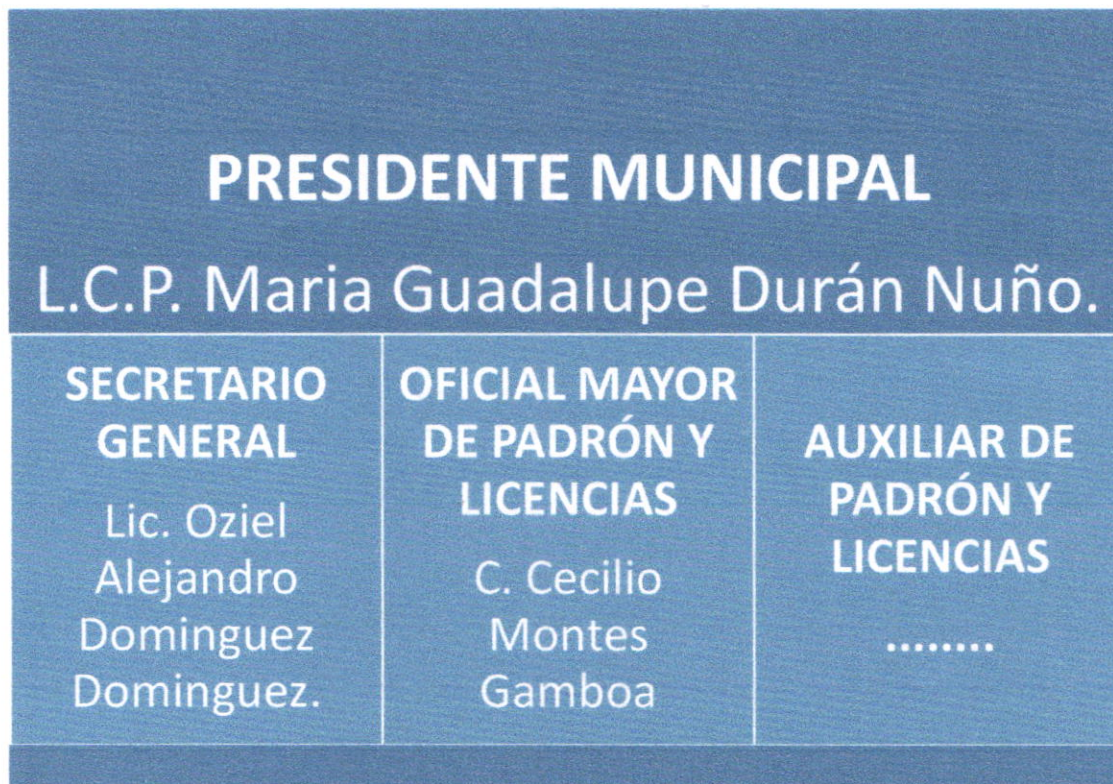 PRESIDENTE MUNICIPAL
L.C.P. Maria Guadalupe Durán Nuño.
SECRETARIO
GENERAL
Lic. Oziel
Alejandro
Dominguez
Dominguez.
OFICIAL MAYOR
DE PADRÓN Y
LICENCIAS
C. Cecilio
Montes
Gamboa
AUXILIAR DE
PADRÓN Y
LICENCIAS
........